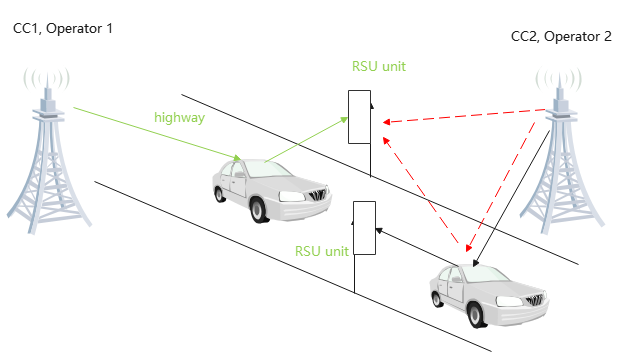 CC1, Operator 1
CC2, Operator 2
RSU unit
highway
RSU unit